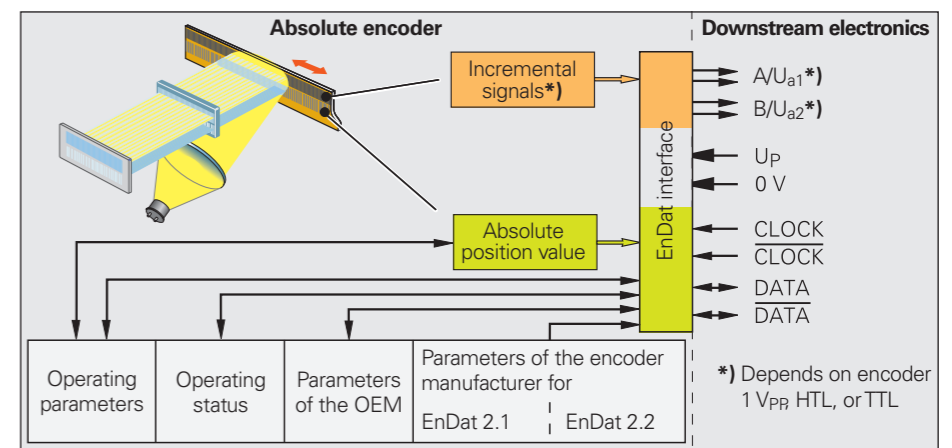 Absolute encoder
Downstream electronics
Incremental
signals*)
A/Ua1*)
B/Ua2*)
UP
0 V
EnDat interface
Absolute
position value
CLOCK
CLOCK
DATA
DATA
Operating
parameters
Operating
status
Parameters
of the OEM
Parameters of the encoder
manufacturer for
EnDat 2.1
EnDat 2.2
*) Depends on encoder
1 VPP, HTL, or TTL